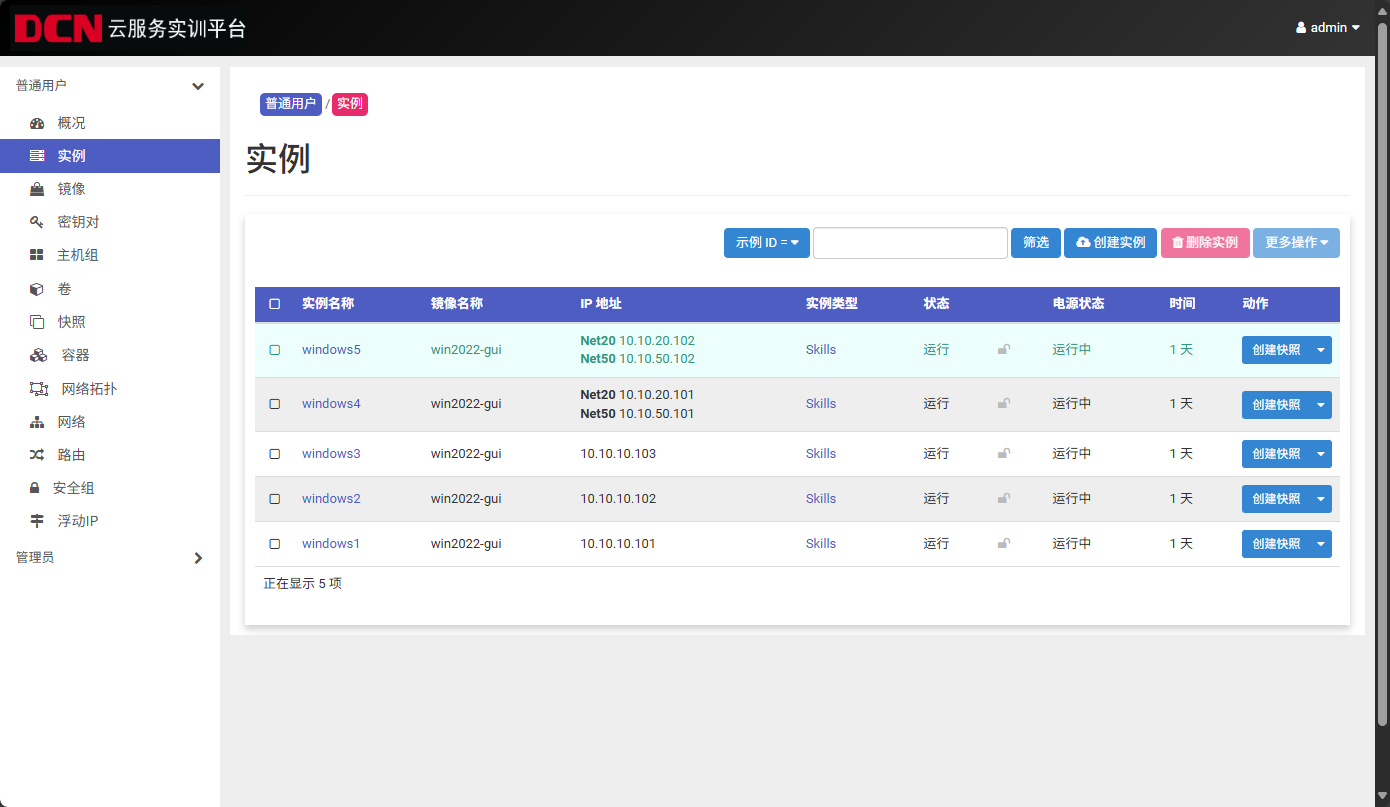 DCN 云服务实训平台
admin
普通用户
概况
实例
镜像
密钥对
主机组
卷
快照
容器
网络拓扑
网络
路由
安全组
浮动IP
管理员
普通用户 / 实例
实例
示例 ID = 筛选 创建实例 删除实例 更多操作
实例名称 镜像名称 IP 地址 实例类型 状态 电源状态 时间 动作
windows5 win2022-gui Net20 10.10.20.102 Skills 运行 运行中 1 天 创建快照
Net50 10.10.50.102
windows4 win2022-gui Net20 10.10.20.101 Skills 运行 运行中 1 天 创建快照
Net50 10.10.50.101
windows3 win2022-gui 10.10.10.103 Skills 运行 运行中 1 天 创建快照
windows2 win2022-gui 10.10.10.102 Skills 运行 运行中 1 天 创建快照
windows1 win2022-gui 10.10.10.101 Skills 运行 运行中 1 天 创建快照
正在显示 5 项